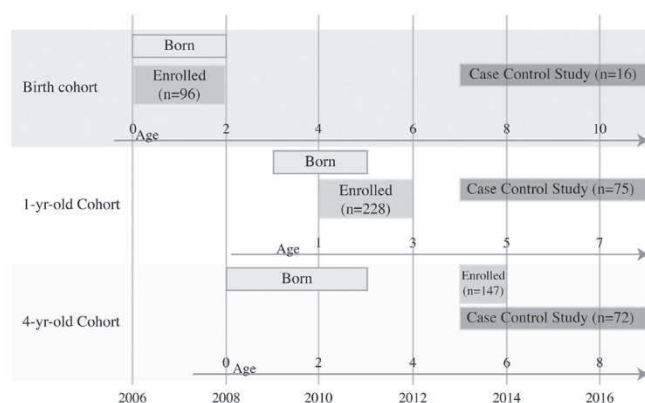 Born
Birth cohort
Enrolled
(n=96)
Case Control Study (n=16)
0 2 4 6 8 10
Age
Born
1-yr-old Cohort
Enrolled
(n=228)
Case Control Study (n=75)
1 3 5 7
Age
Born
Enrolled
(n=147)
4-yr-old Cohort
Case Control Study (n=72)
0 2 4 6 8
Age
2006 2008 2010 2012 2014 2016